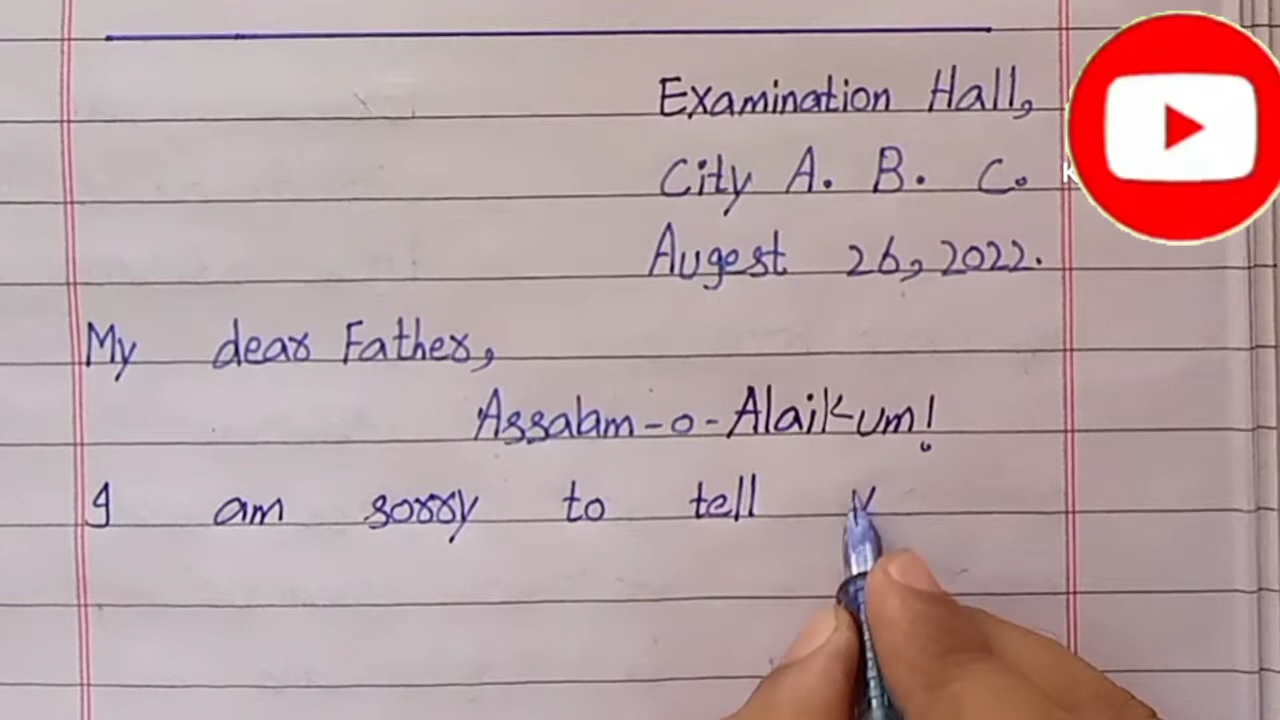 Examination Hall,
City A. B. C.
Augest 26, 2022.
My dear Father,
Assalam-o-Alaikum!
I am sorry to tell y